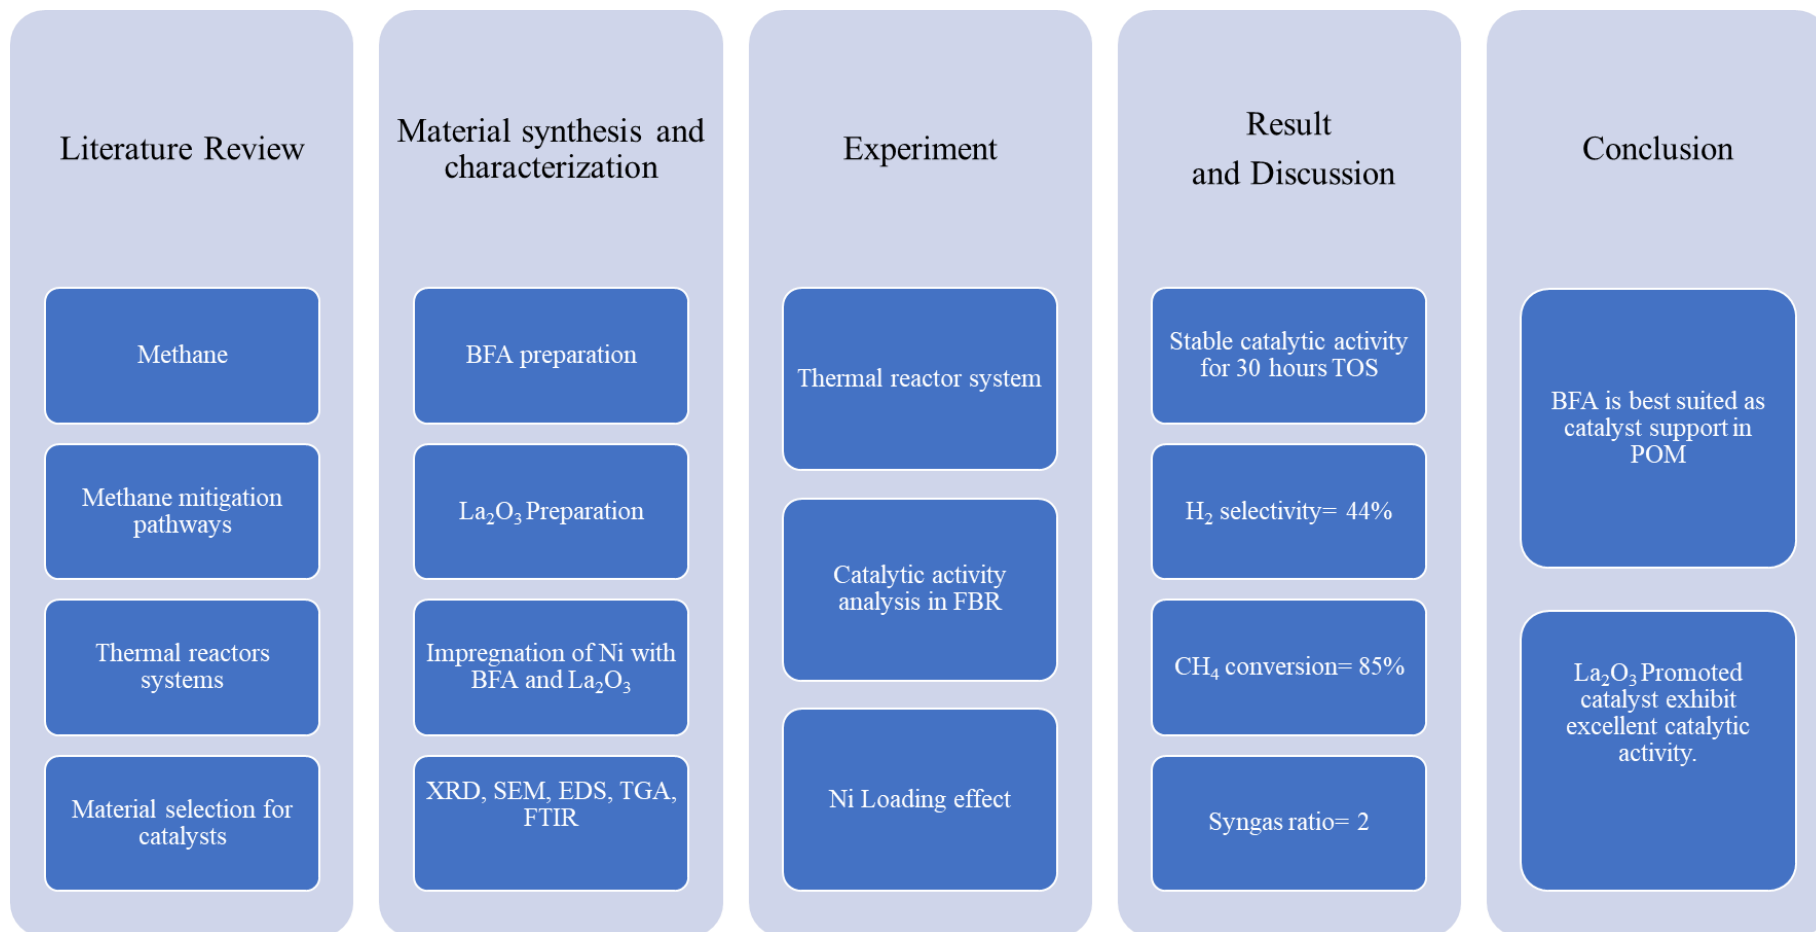 Literature Review
Methane
Methane mitigation
pathways
Thermal reactors
systems
Material selection for
catalysts
Material synthesis and
characterization
BFA preparation
La₂O₃ Preparation
Impregnation of Ni with
BFA and La₂O₃
XRD, SEM, EDS, TGA,
FTIR
Experiment
Thermal reactor system
Catalytic activity
analysis in FBR
Ni Loading effect
Result
and Discussion
Stable catalytic activity
for 30 hours TOS
H₂ selectivity= 44%
CH₄ conversion= 85%
Syngas ratio= 2
Conclusion
BFA is best suited as
catalyst support in
POM
La₂O₃ Promoted
catalyst exhibit
excellent catalytic
activity.